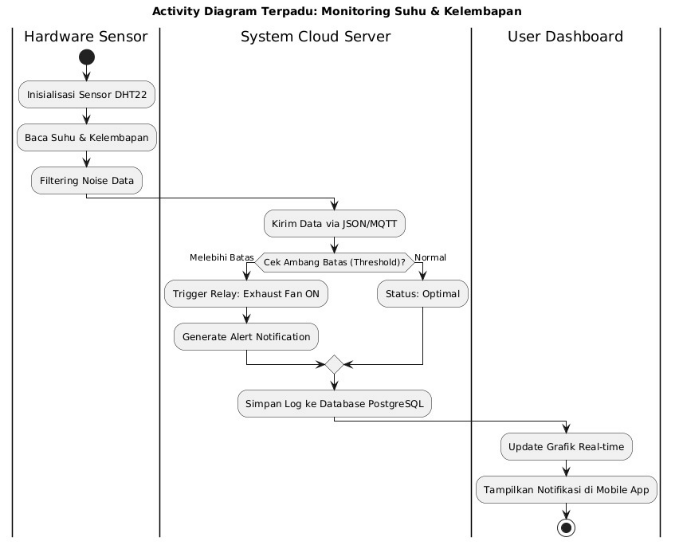 Activity Diagram Terpadu: Monitoring Suhu & Kelembapan
Hardware Sensor
System Cloud Server
User Dashboard
Inisialisasi Sensor DHT22
Baca Suhu & Kelembapan
Filtering Noise Data
Kirim Data via JSON/MQTT
Melebihi Batas
Cek Ambang Batas (Threshold)?
Normal
Trigger Relay: Exhaust Fan ON
Status: Optimal
Generate Alert Notification
Simpan Log ke Database PostgreSQL
Update Grafik Real-time
Tampilkan Notifikasi di Mobile App